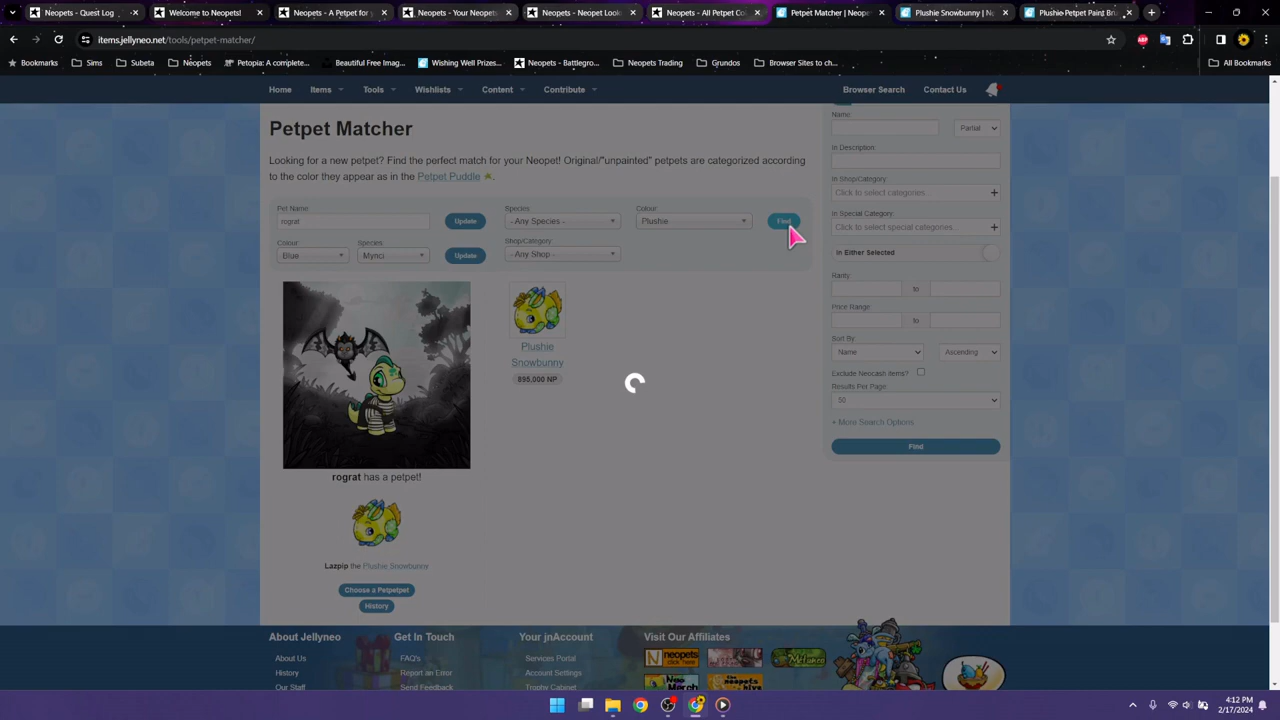 Neopets - Quest Log
Welcome to Neopets!
Neopets - A Petpet for y
Neopets - Your Neopets
Neopets - Neopet Look
Neopets - All Petpet Co
Petpet Matcher | Neop
Plushie Snowbunny | N
Plushie Petpet Paint Bru
items.jellyneo.net/tools/petpet-matcher/
Bookmarks
Sims
Subeta
Neopets
Petopia: A complete...
Beautiful Free Imag...
Wishing Well Prizes...
Neopets - Battlegro...
Neopets Trading
Grundos
Browser Sites to ch...
All Bookmarks
Home Items Tools Wishlists Content Contribute Browser Search Contact Us
Petpet Matcher
Looking for a new petpet? Find the perfect match for your Neopet! Original/"unpainted" petpets are categorized according
to the color they appear as in the Petpet Puddle.
Pet Name:
rograt
Update
Species:
- Any Species -
Colour:
Plushie
Find
Colour:
Blue
Species:
Mynci
Update
Shop/Category
- Any Shop -
Plushie
Snowbunny
895,000 NP
rograt has a petpet!
Lazpip the Plushie Snowbunny
Choose a Petpetpet
History
Name:
Partial
In Description:
In Shop/Category:
Click to select categories...
In Special Category:
Click to select special categories...
In Either Selected
Rarity:
to
Price Range:
to
Sort By:
Name
Ascending
Exclude Neocash items?
Results Per Page:
50
+ More Search Options
Find
About Jellyneo
About Us
History
Our Staff
Get In Touch
FAQ's
Report an Error
Send Feedback
Your jnAccount
Services Portal
Account Settings
Trophy Cabinet
Visit Our Affiliates
neopets
click here
4:12 PM
2/17/2024